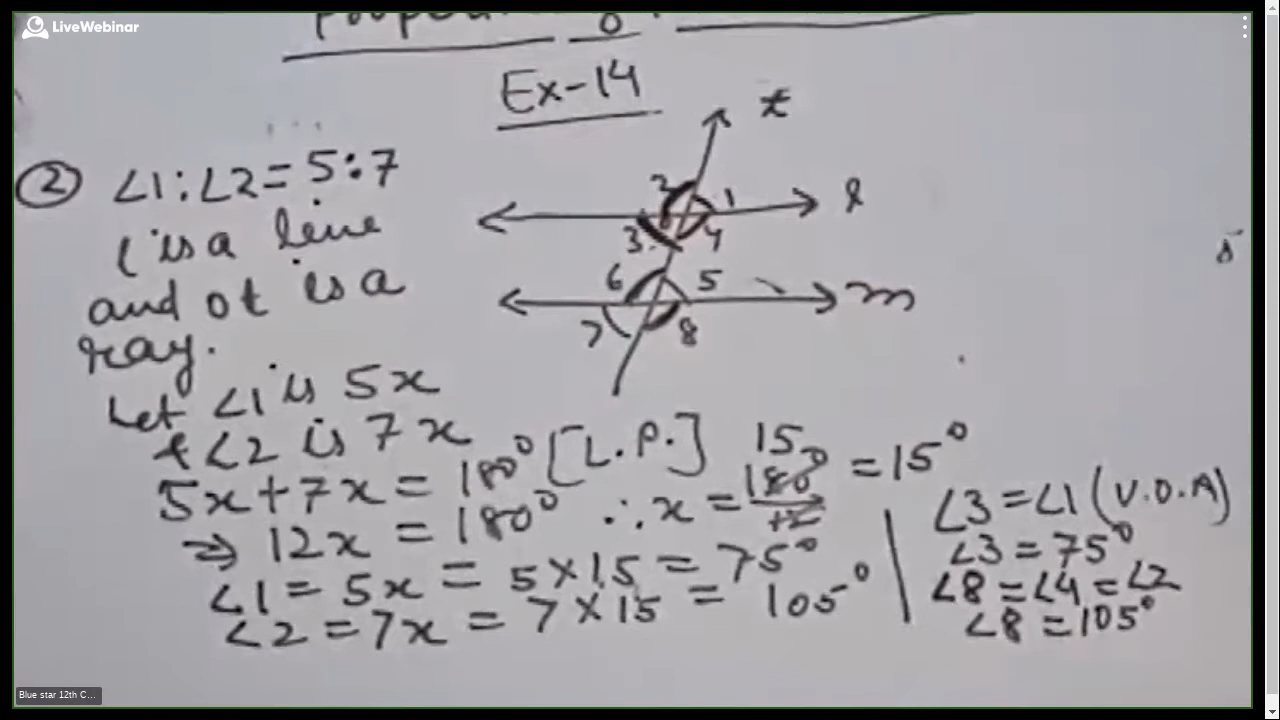 LiveWebinar
Ex-14
② ∠1:∠2=5:7
l is a line
and ot is a
ray.
Let ∠1 is 5x
+∠2 is 7x
5x+7x = 180° [L.P.]
⇒ 12x = 180° ∴x = 180°/12 = 15°
15
∠1 = 5x = 5×15 = 75°
∠2 = 7x = 7×15 = 105°
∠3 = ∠1 (V.O.A)
∠3 = 75°
∠8 = ∠4 = ∠2
∠8 = 105°
t
2 1 l
3 4
6 5 m
7 8
Blue star 12th C...